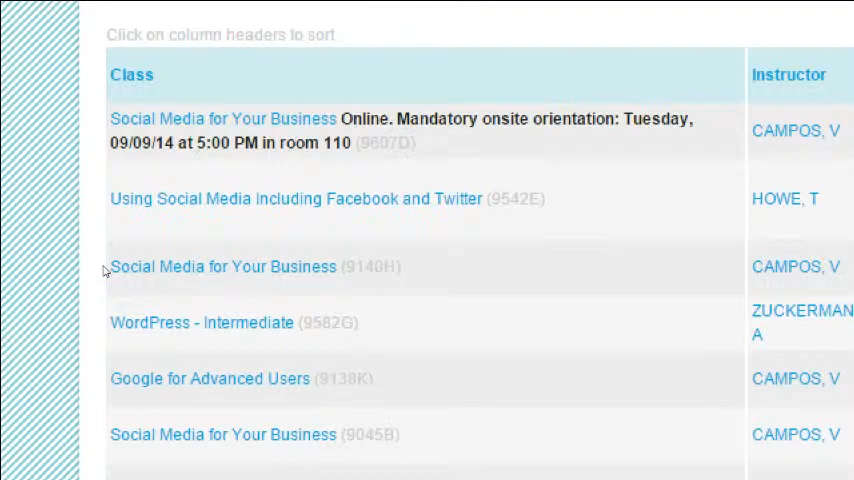 Click on column headers to sort
Class
Instructor
Social Media for Your Business Online. Mandatory onsite orientation: Tuesday,
09/09/14 at 5:00 PM in room 110 (9607D)
CAMPOS, V
Using Social Media Including Facebook and Twitter (9542E)
HOWE, T
Social Media for Your Business (9140H)
CAMPOS, V
WordPress - Intermediate (9582G)
ZUCKERMAN
A
Google for Advanced Users (9138K)
CAMPOS, V
Social Media for Your Business (9045B)
CAMPOS, V